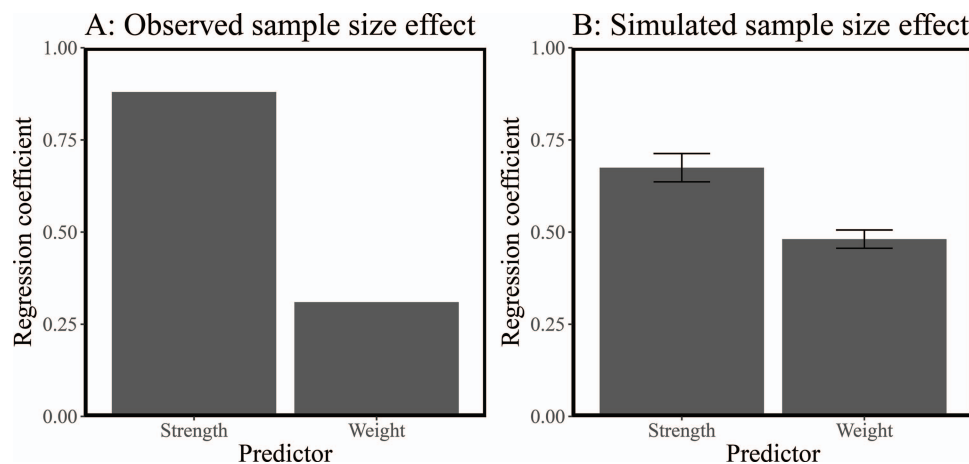 A: Observed sample size effect
Regression coefficient
1.00
0.75
0.50
0.25
0.00
Strength Weight
Predictor
B: Simulated sample size effect
Regression coefficient
1.00
0.75
0.50
0.25
0.00
Strength Weight
Predictor